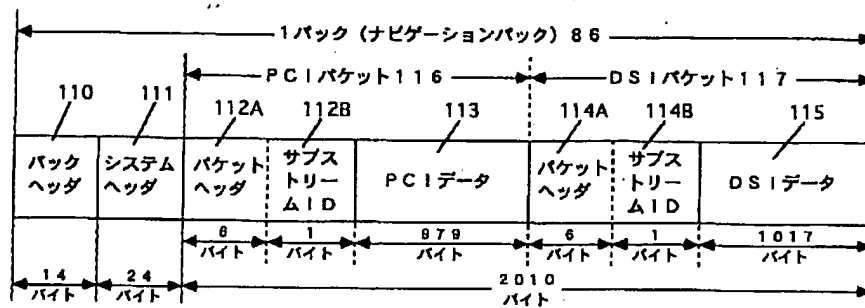 1パック（ナビゲーションパック）86
PCIパケット116
DSIパケット117
110
111
112A
112B
113
114A
114B
115
パック
ヘッダ
システム
ヘッダ
パケット
ヘッダ
サブス
トリー
ムID
PCIデータ
パケット
ヘッダ
サブス
トリー
ムID
DSIデータ
6
バイト
1
バイト
979
バイト
6
バイト
1
バイト
1017
バイト
14
バイト
24
バイト
2010
バイト